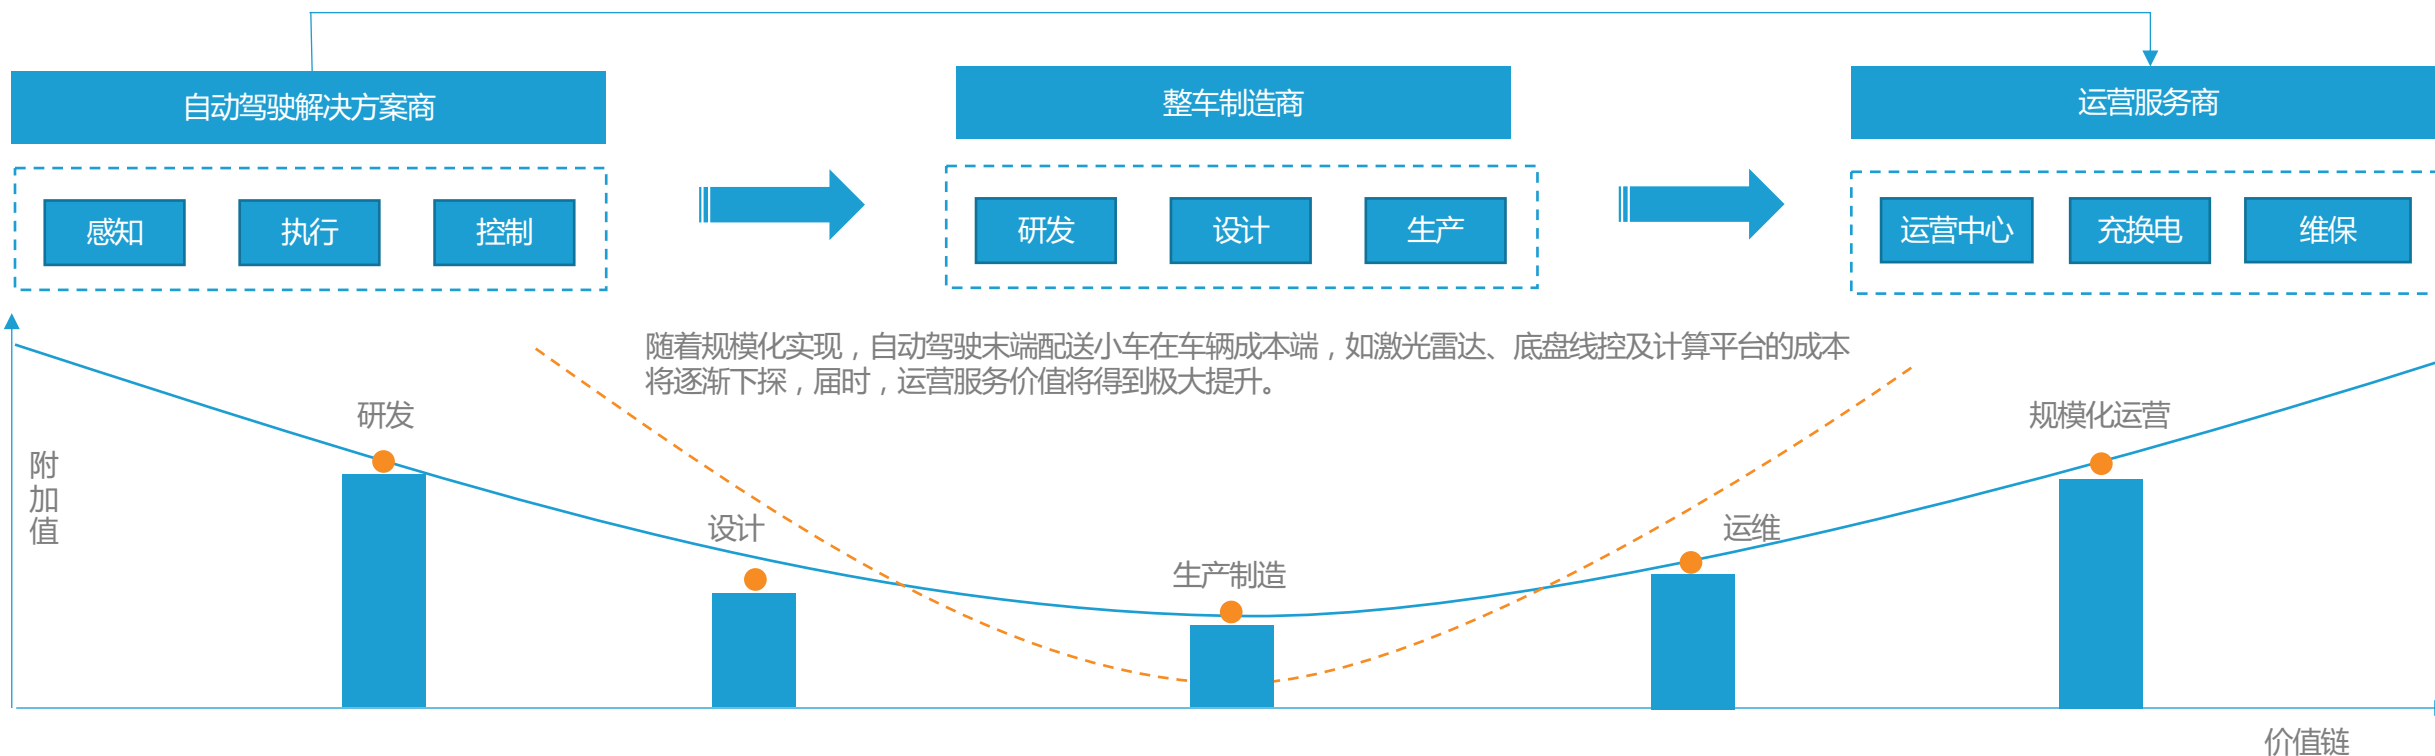 自动驾驶解决方案商
整车制造商
运营服务商
感知
执行
控制
研发
设计
生产
运营中心
充换电
维保
随着规模化实现，自动驾驶末端配送小车在车辆成本端，如激光雷达、底盘线控及计算平台的成本
将逐渐下探，届时，运营服务价值将得到极大提升。
研发
规模化运营
附
加
值
设计
运维
生产制造
价值链